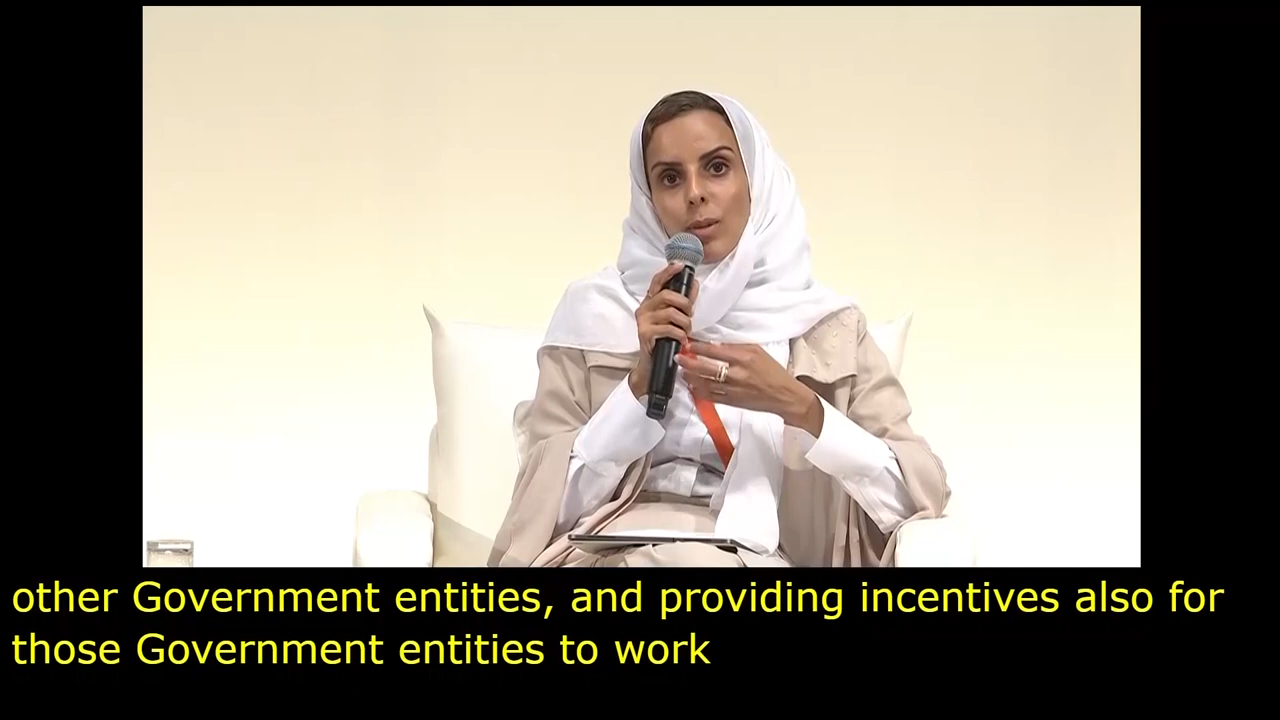 other Government entities, and providing incentives also for
those Government entities to work